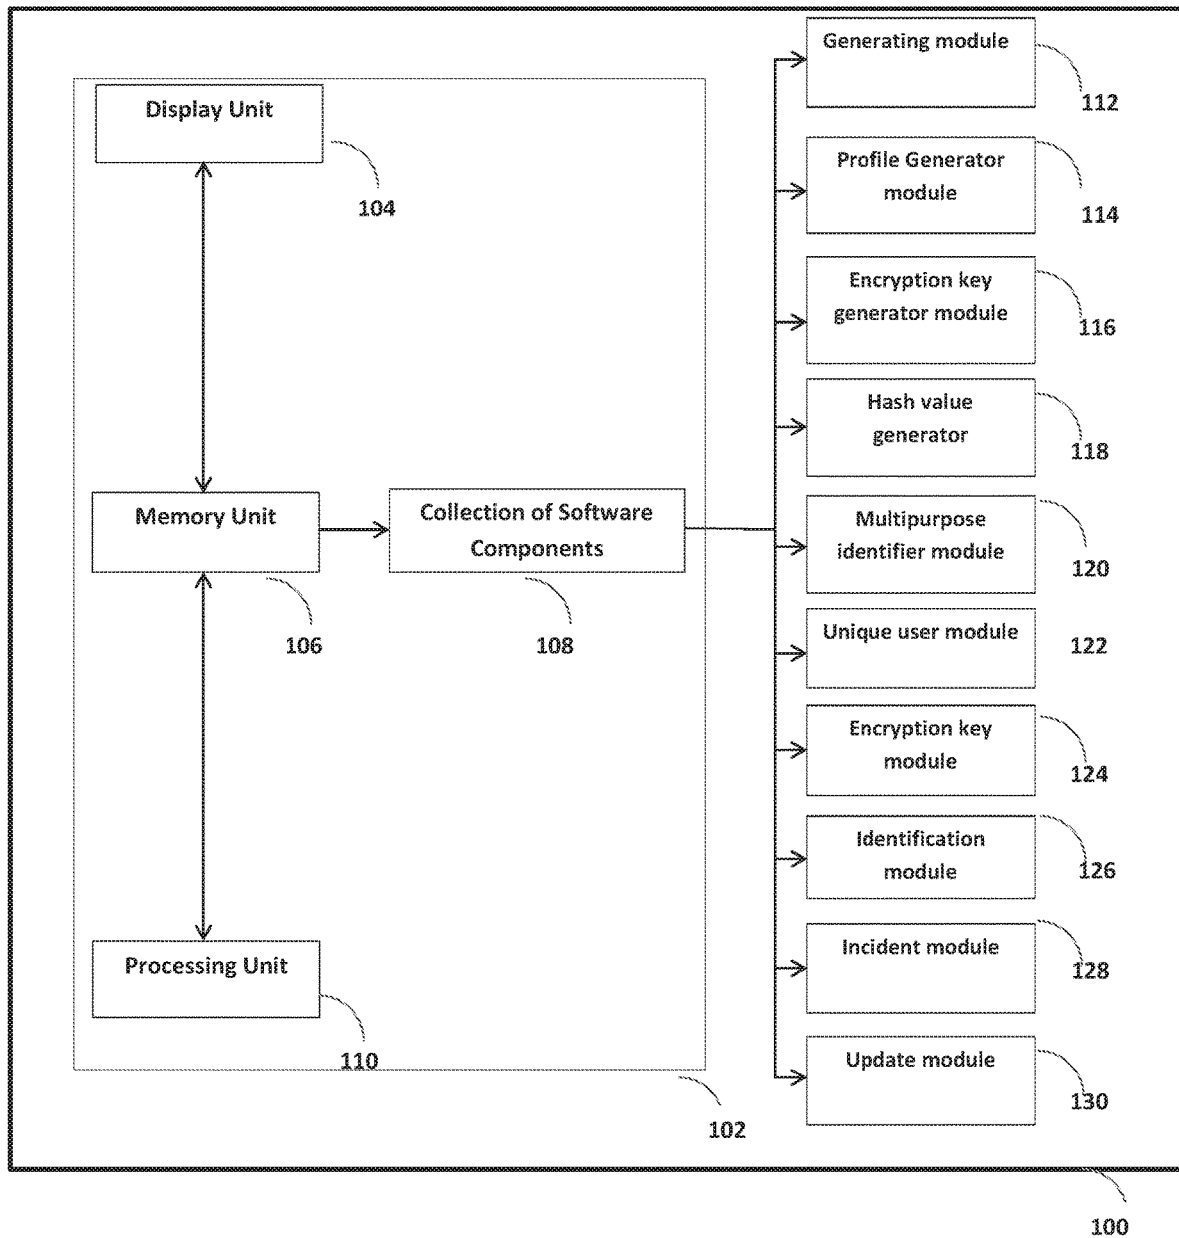 Display Unit
104
Memory Unit
106
Collection of Software
Components
108
Processing Unit
110
102
Generating module
112
Profile Generator
module
114
Encryption key
generator module
116
Hash value
generator
118
Multipurpose
identifier module
120
Unique user module
122
Encryption key
module
124
Identification
module
126
Incident module
128
Update module
130
100